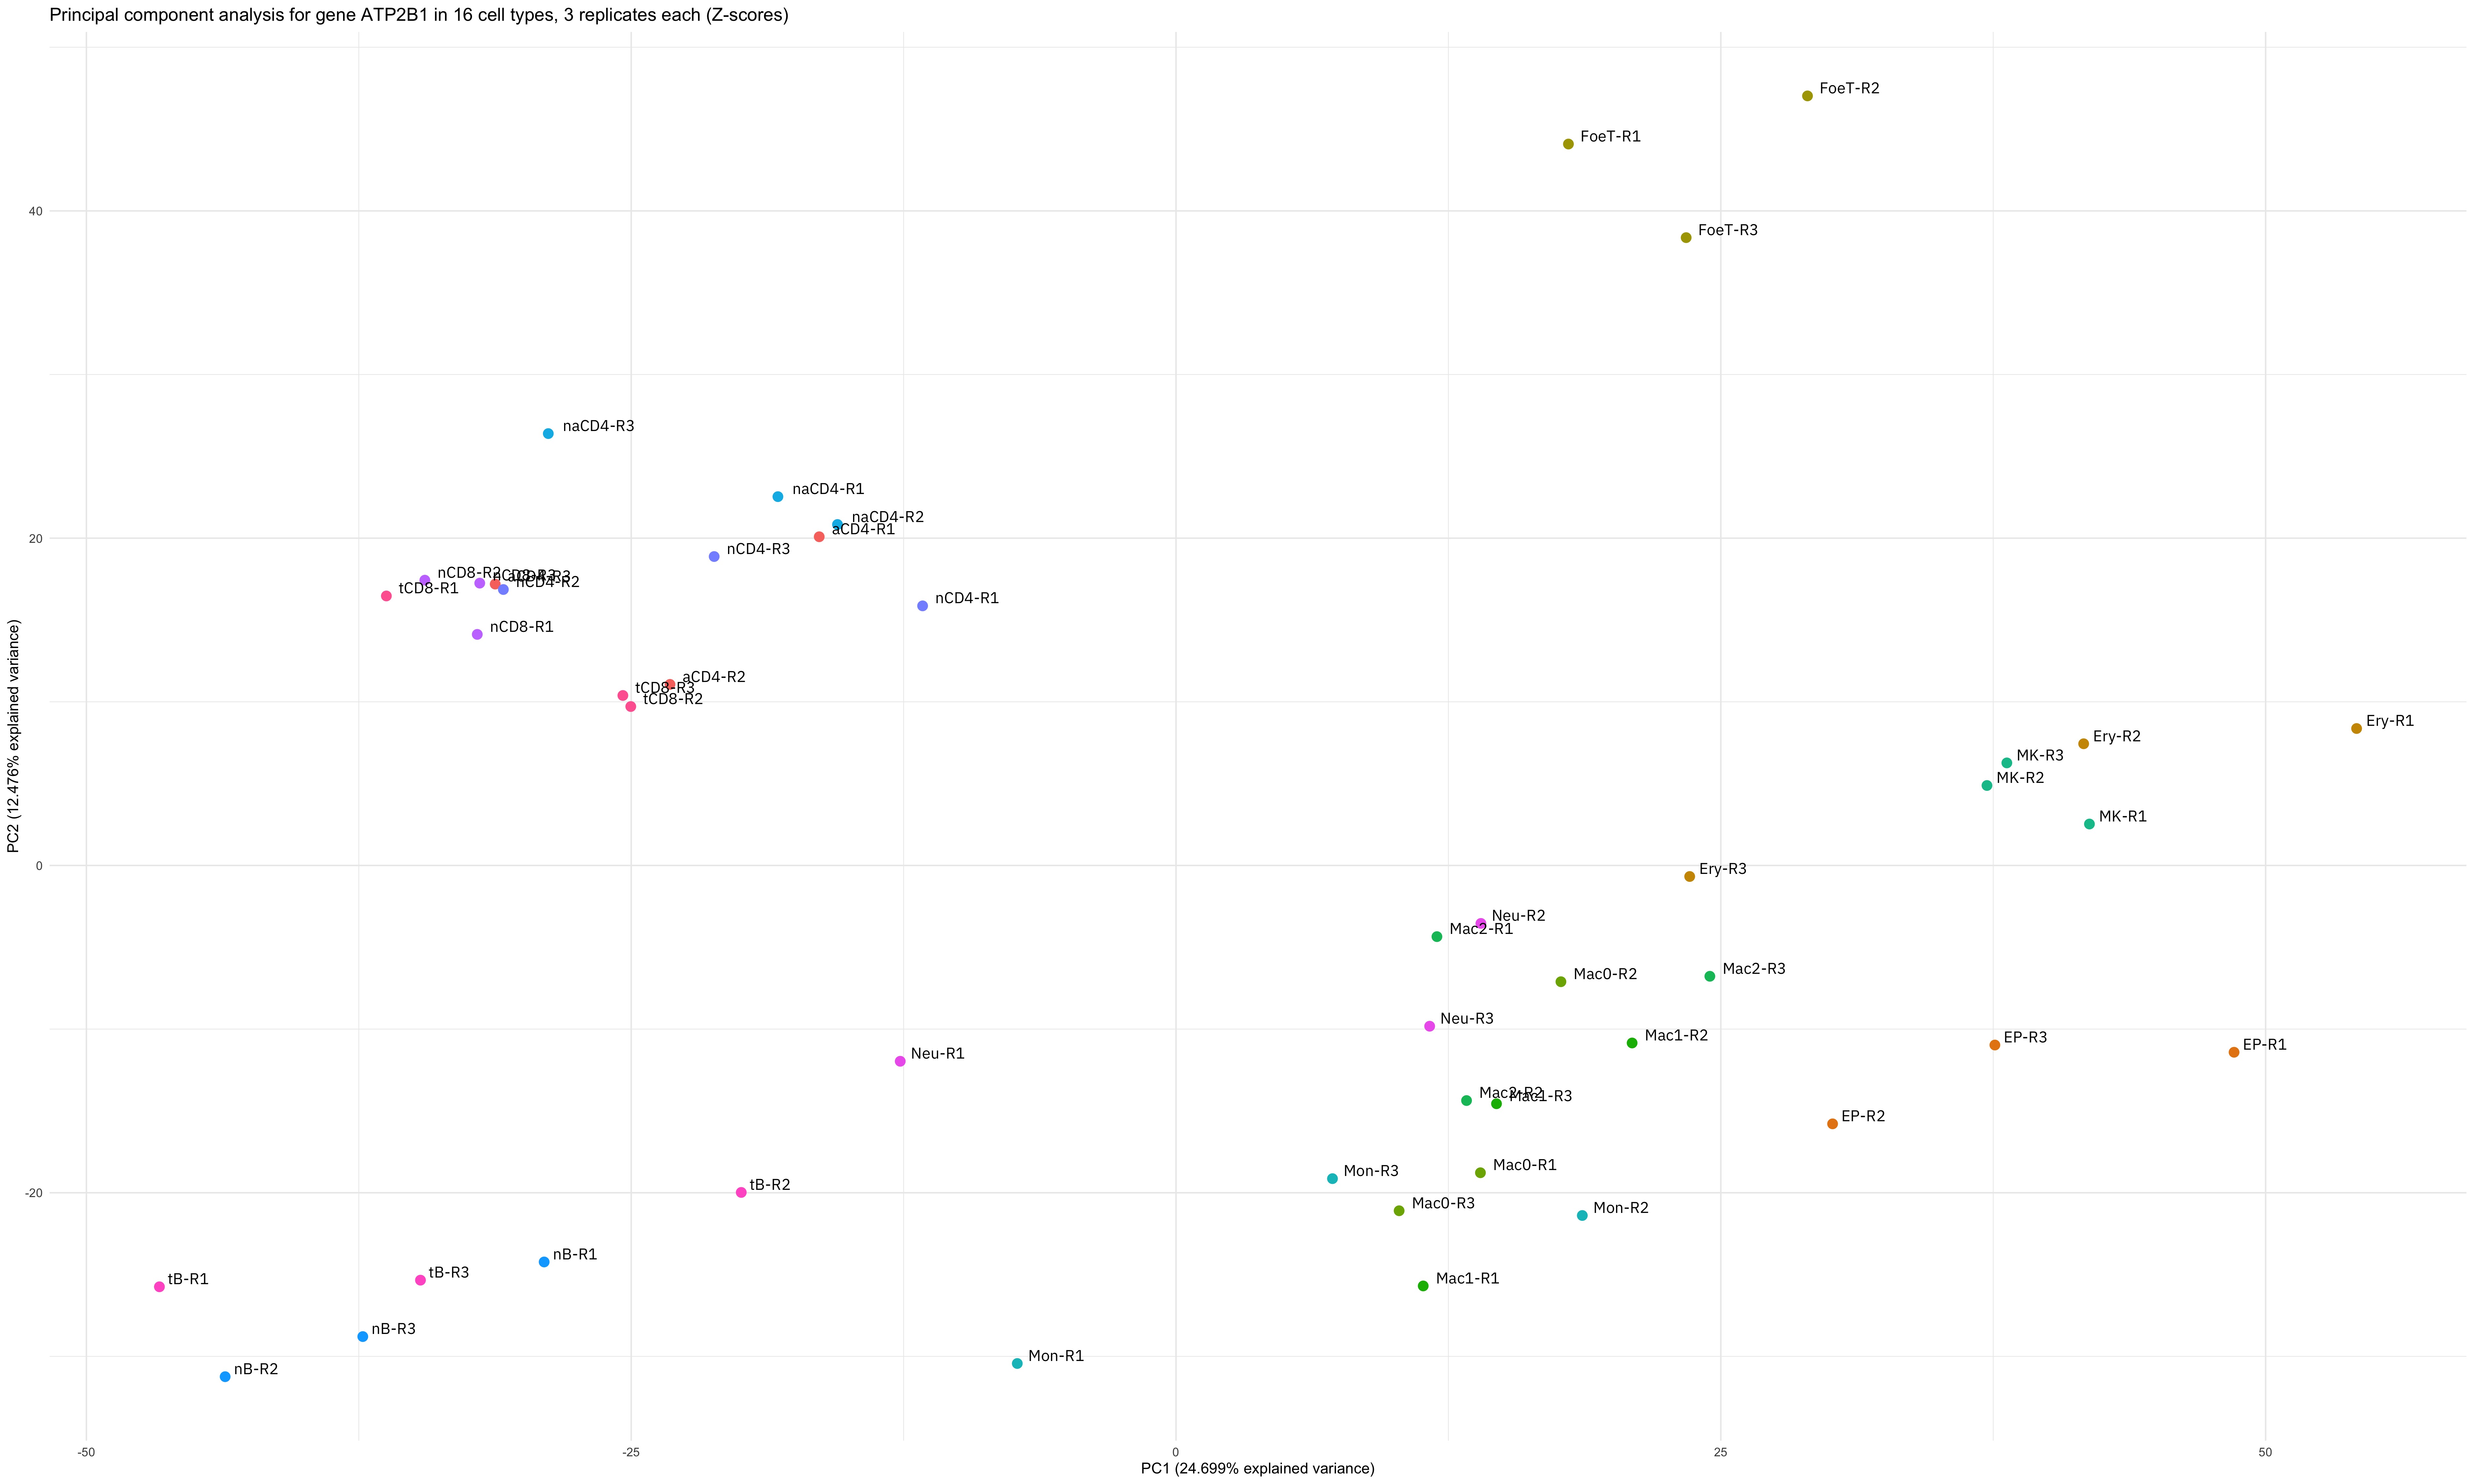 Principal component analysis for gene ATP2B1 in 16 cell types, 3 replicates each (Z-scores)
FoeT-R2
FoeT-R1
40
FoeT-R3
naCD4-R3
naCD4-R1
naCD4-R2
aCD4-R1
20
nCD4-R3
nCD8-R2
nCD8-R3
aCD4-R3
nCD4-R2
tCD8-R1
nCD4-R1
nCD8-R1
aCD4-R2
tCD8-R3
tCD8-R2
Ery-R1
Ery-R2
MK-R3
MK-R2
MK-R1
PC2 (12.476% explained variance)
0
Ery-R3
Neu-R2
Mac2-R1
Mac2-R3
Mac0-R2
Neu-R3
Mac1-R2
EP-R3
EP-R1
Neu-R1
Mac2-R2
Mac1-R3
EP-R2
Mac0-R1
Mon-R3
tB-R2
-20
Mac0-R3
Mon-R2
nB-R1
tB-R3
tB-R1
Mac1-R1
nB-R3
Mon-R1
nB-R2
-50
-25
0
25
50
PC1 (24.699% explained variance)